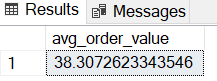 Results Messages
avg_order_value
1 38.3072623343546